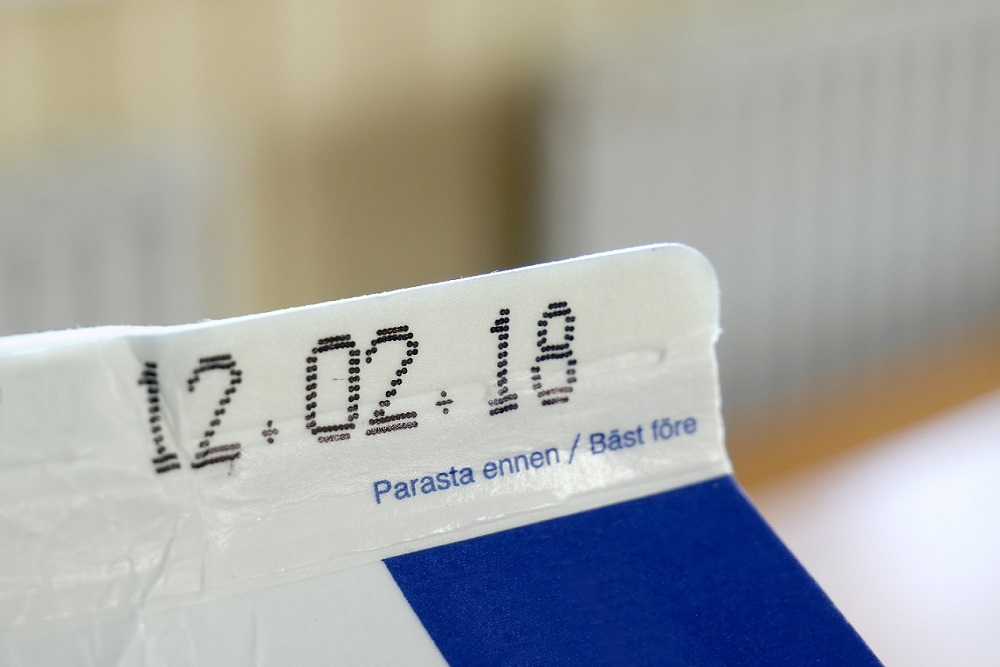 12.02.18
Parasta ennen / Bäst före